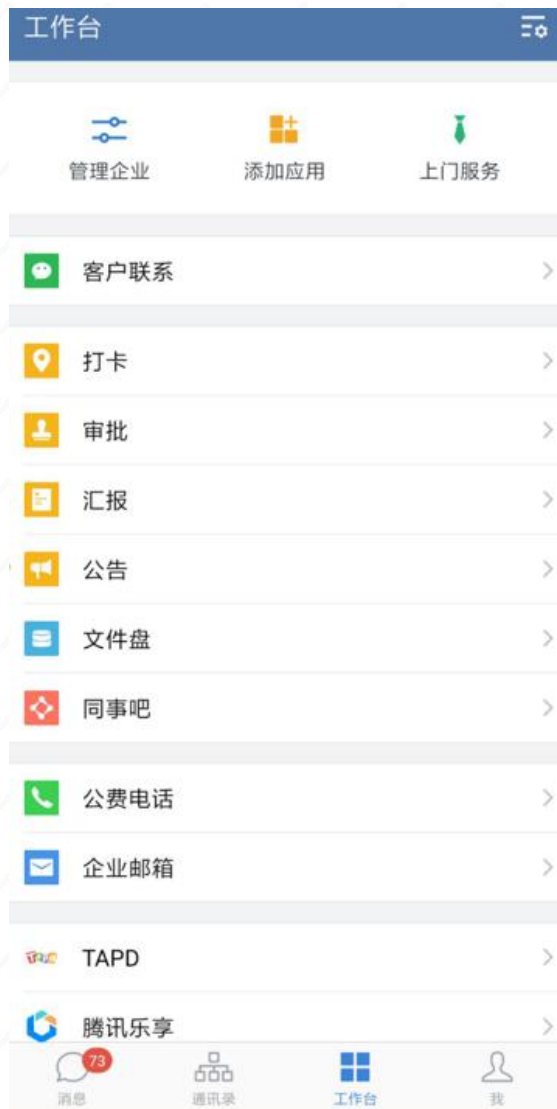 工作台
管理企业 添加应用 上门服务
客户联系
打卡
审批
汇报
公告
文件盘
同事吧
公费电话
企业邮箱
TAPD TAPD
腾讯乐享
73
消息 通讯录 工作台 我